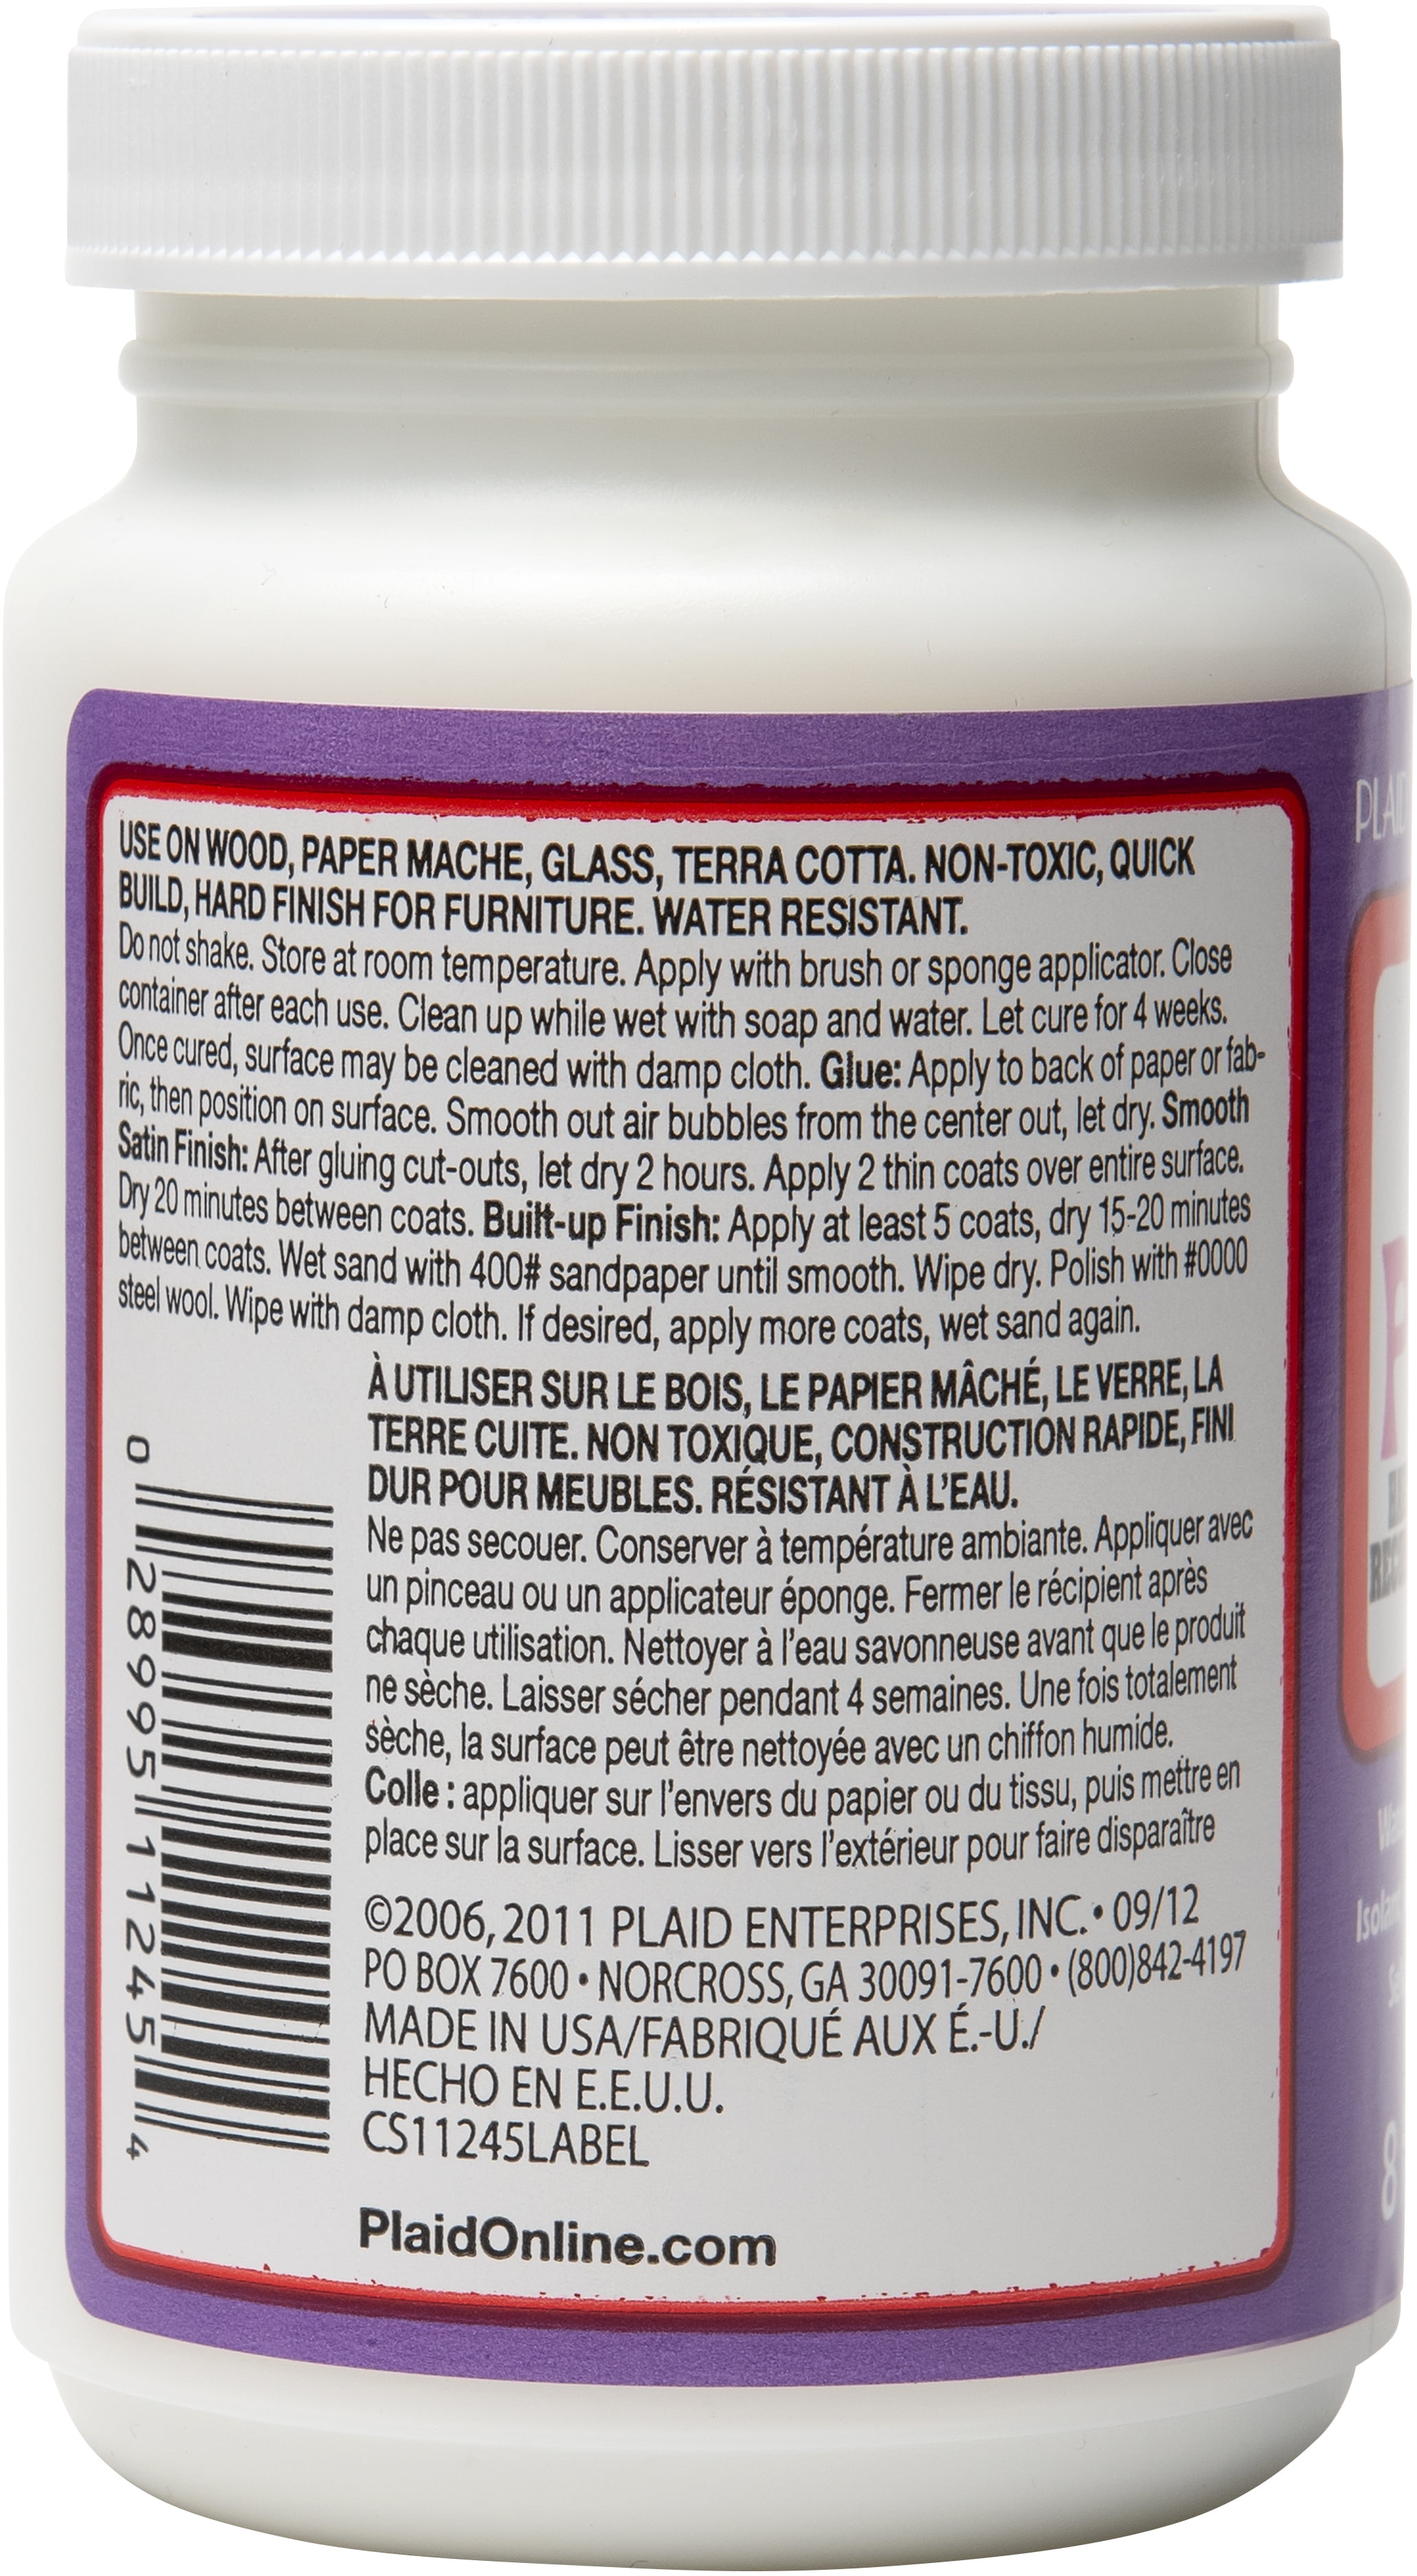 USE ON WOOD, PAPER MACHE, GLASS, TERRA COTTA. NON-TOXIC, QUICK
BUILD, HARD FINISH FOR FURNITURE. WATER RESISTANT.
Do not shake. Store at room temperature. Apply with brush or sponge applicator. Close
container after each use. Clean up while wet with soap and water. Let cure for 4 weeks.
Once cured, surface may be cleaned with damp cloth. Glue: Apply to back of paper or fab-
ric, then position on surface. Smooth out air bubbles from the center out, let dry. Smooth
Satin Finish: After gluing cut-outs, let dry 2 hours. Apply 2 thin coats over entire surface.
Dry 20 minutes between coats. Built-up Finish: Apply at least 5 coats, dry 15-20 minutes
between coats. Wet sand with 400# sandpaper until smooth. Wipe dry. Polish with #0000
steel wool. Wipe with damp cloth. If desired, apply more coats, wet sand again.
À UTILISER SUR LE BOIS, LE PAPIER MÂCHÉ, LE VERRE, LA
TERRE CUITE. NON TOXIQUE, CONSTRUCTION RAPIDE, FINI
DUR POUR MEUBLES. RÉSISTANT À L'EAU.
Ne pas secouer. Conserver à température ambiante. Appliquer avec
un pinceau ou un applicateur éponge. Fermer le récipient après
chaque utilisation. Nettoyer à l'eau savonneuse avant que le produit
ne sèche. Laisser sécher pendant 4 semaines. Une fois totalement
sèche, la surface peut être nettoyée avec un chiffon humide.
Colle : appliquer sur l'envers du papier ou du tissu, puis mettre en
place sur la surface. Lisser vers l'extérieur pour faire disparaître
©2006, 2011 PLAID ENTERPRISES, INC. • 09/12
PO BOX 7600 • NORCROSS, GA 30091-7600 • (800)842-4197
MADE IN USA/FABRIQUÉ AUX É.-U./
HECHO EN E.E.U.U.
CS11245LABEL
PlaidOnline.com
0 28995 11245 4
8